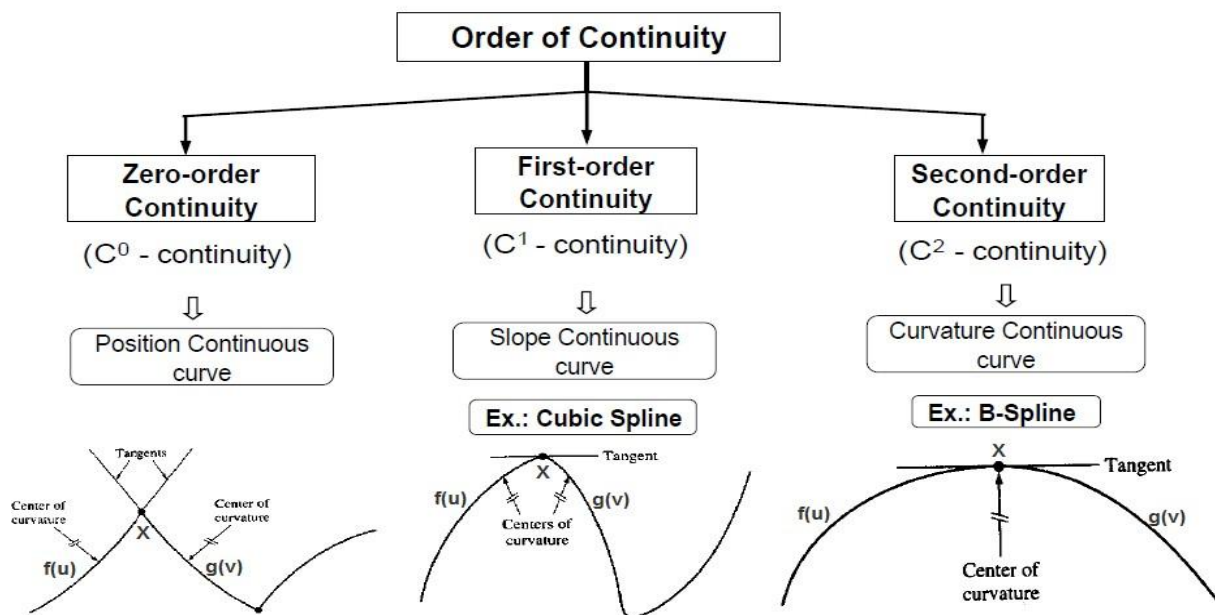 Order of Continuity
Zero-order
Continuity
(C⁰ - continuity)
Position Continuous
curve
Tangents
Center of
curvature
Center of
curvature
X
f(u)
g(v)
First-order
Continuity
(C¹ - continuity)
Slope Continuous
curve
Ex.: Cubic Spline
Tangent
X
f(u)
g(v)
Centers of
curvature
Second-order
Continuity
(C² - continuity)
Curvature Continuous
curve
Ex.: B-Spline
X
Tangent
f(u)
g(v)
Center of
curvature